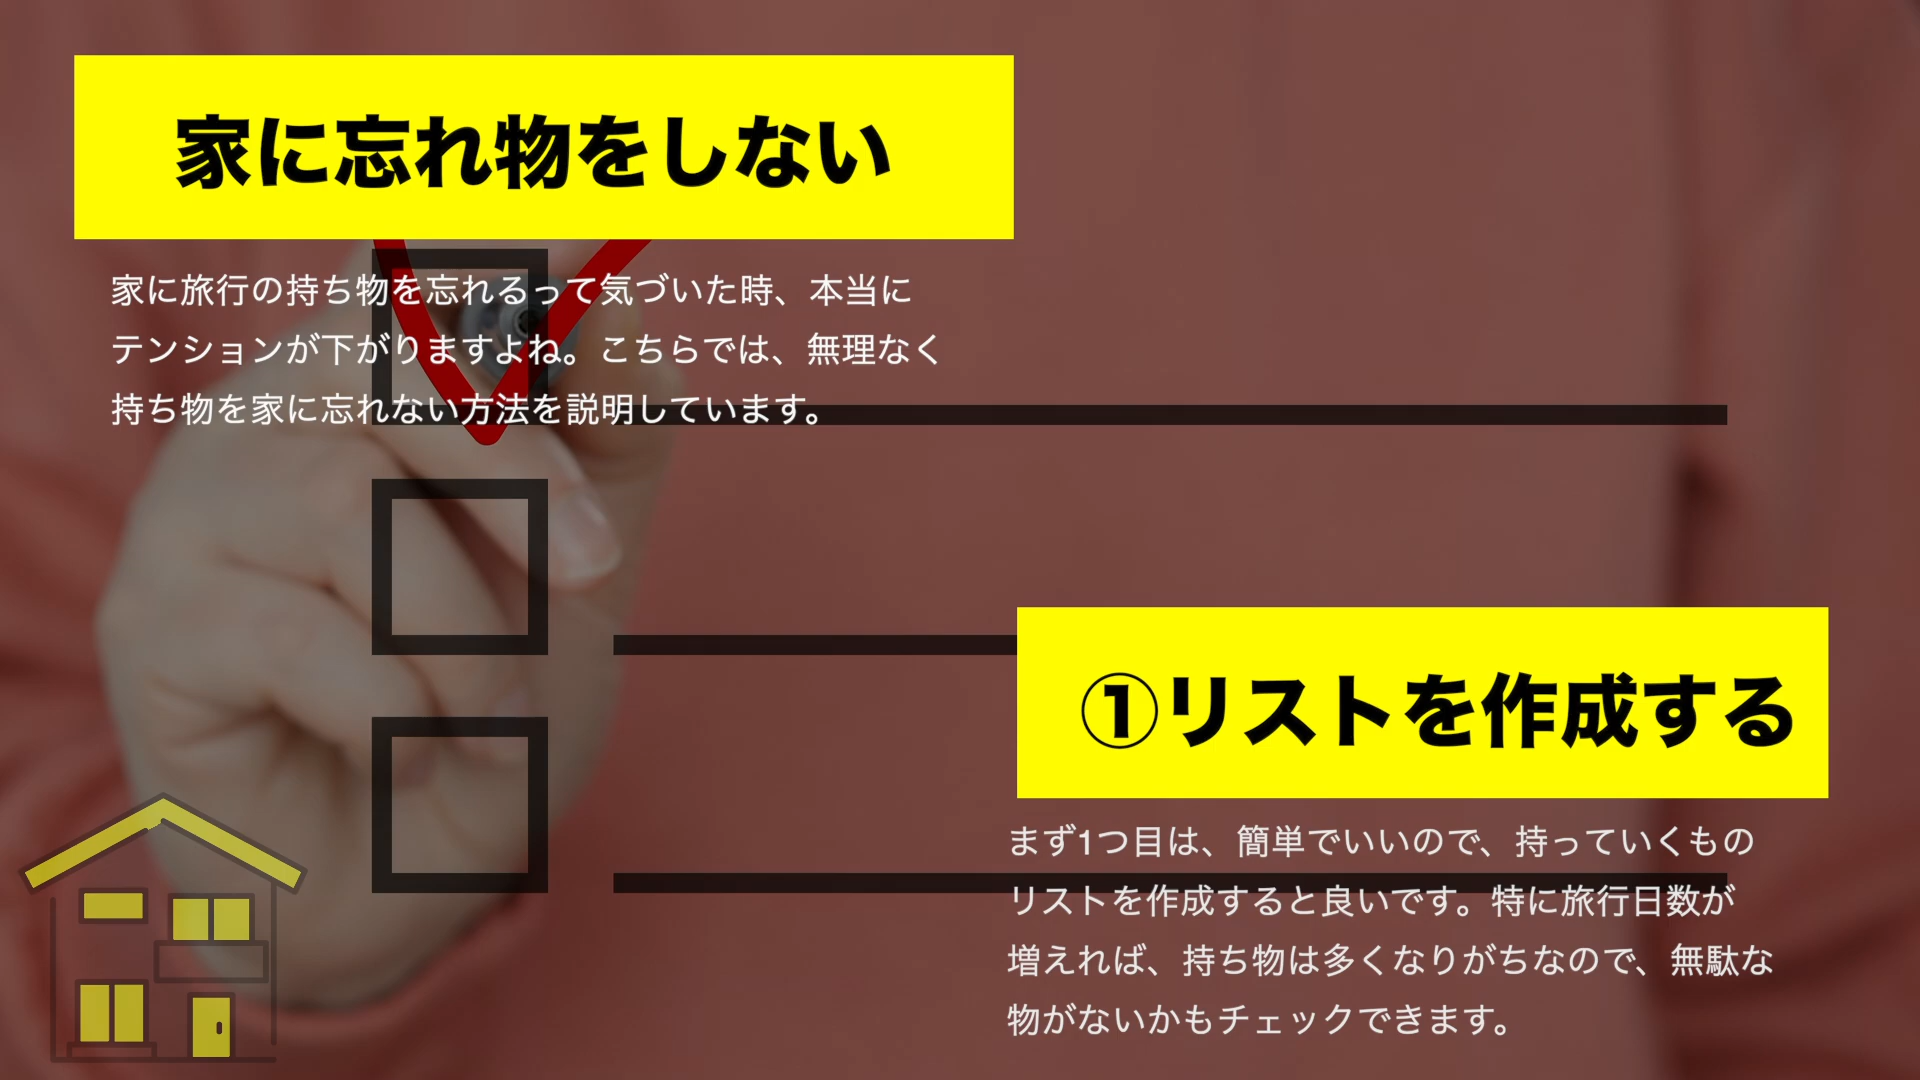 家に忘れ物をしない
家に旅行の持ち物を忘れるって気づいた時、本当に
テンションが下がりますよね。こちらでは、無理なく
持ち物を家に忘れない方法を説明しています。
①リストを作成する
まず1つ目は、簡単でいいので、持っていくもの
リストを作成すると良いです。特に旅行日数が
増えれば、持ち物は多くなりがちなので、無駄な
物がないかもチェックできます。